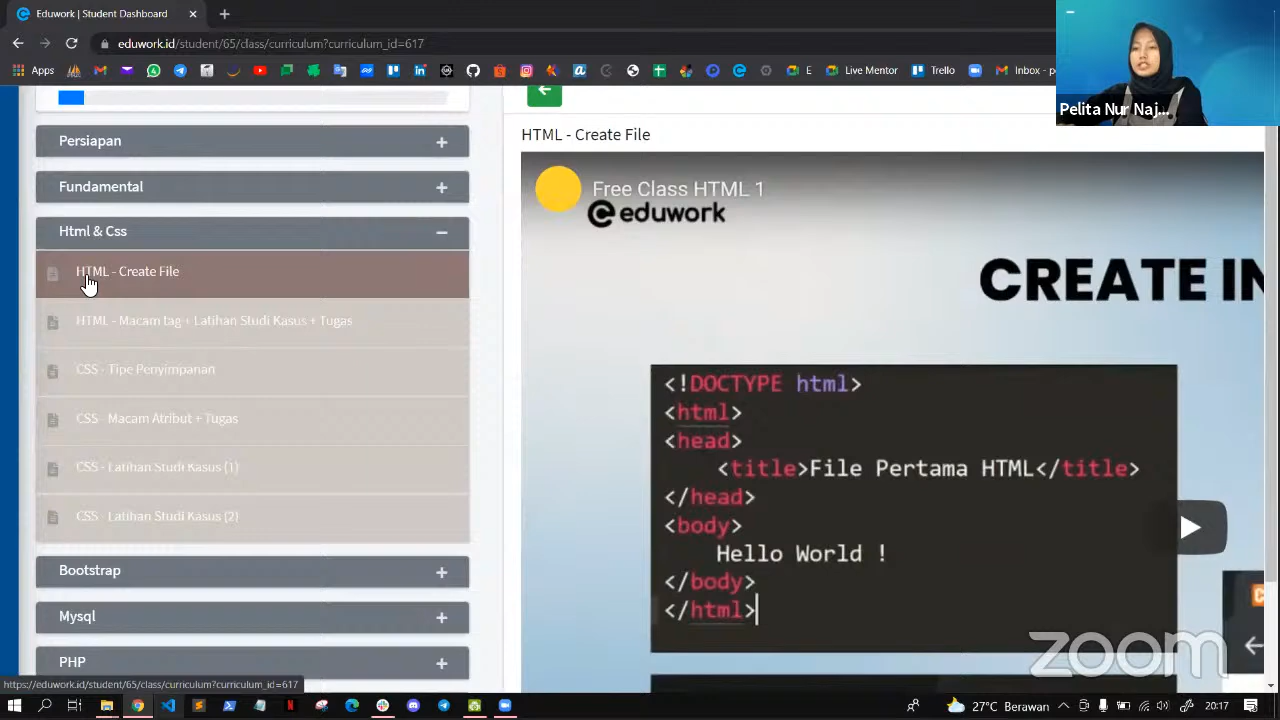 Eduwork | Student Dashboard
eduwork.id/student/65/class/curriculum?curriculum_id=617
Apps
E
Live Mentor
Trello
Inbox - p
Pelita Nur Naj...
Persiapan
Fundamental
Html & Css
HTML - Create File
HTML - Macam tag + Latihan Studi Kasus + Tugas
CSS - Tipe Penyimpanan
CSS - Macam Atribut + Tugas
CSS - Latihan Studi Kasus (1)
CSS - Latihan Studi Kasus (2)
Bootstrap
Mysql
PHP
HTML - Create File
Free Class HTML 1
eduwork
CREATE IN
<!DOCTYPE html>
<html>
<head>
<title>File Pertama HTML</title>
</head>
<body>
Hello World !
</body>
</html>
zoom
https://eduwork.id/student/65/class/curriculum?curriculum_id=617
27°C Berawan
20:17